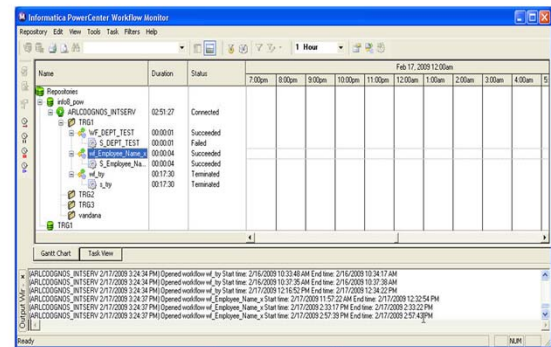 Informatica PowerCenter Workflow Monitor
Repository Edit View Tools Task Filters Help
1 Hour
Name Duration Status Feb 17, 2009 12:00am
7:00pm 8:00pm 9:00pm 10:00pm 11:00pm 12:00am 1:00am 2:00am 3:00am 4:00am 5
Repositories
info8_pow
ARLCOOGNOS_INTSERV 02:51:27 Connected
TRG1
WF_DEPT_TEST 00:00:01 Succeeded
S_DEPT_TEST 00:00:01 Failed
wf_Employee_Name_x 00:00:04 Succeeded
S_Employee_Na... 00:00:04 Succeeded
wf_try 00:17:30 Terminated
s_try 00:17:30 Terminated
TRG2
TRG3
vandana
TRG1
Gantt Chart Task View
Output Wir
(ARLCOOGNOS_INTSERV 2/17/2009 3:24:34 PM) Opened workflow wf_try Start time: 2/16/2009 10:33:48 AM End time: 2/16/2009 10:34:17 AM
(ARLCOOGNOS_INTSERV 2/17/2009 3:24:34 PM) Opened workflow wf_try Start time: 2/16/2009 10:37:35 AM End time: 2/16/2009 10:37:38 AM
(ARLCOOGNOS_INTSERV 2/17/2009 3:24:34 PM) Opened workflow wf_try Start time: 2/17/2009 12:16:52 PM End time: 2/17/2009 12:34:22 PM
(ARLCOOGNOS_INTSERV 2/17/2009 3:24:37 PM) Opened workflow wf_Employee_Name_x Start time: 2/17/2009 11:57:22 AM End time: 2/17/2009 12:32:54 PM
(ARLCOOGNOS_INTSERV 2/17/2009 3:24:37 PM) Opened workflow wf_Employee_Name_x Start time: 2/17/2009 2:33:17 PM End time: 2/17/2009 2:33:22 PM
(ARLCOOGNOS_INTSERV 2/17/2009 3:24:37 PM) Opened workflow wf_Employee_Name_x Start time: 2/17/2009 2:57:39 PM End time: 2/17/2009 2:57:43 PM
Ready NUM